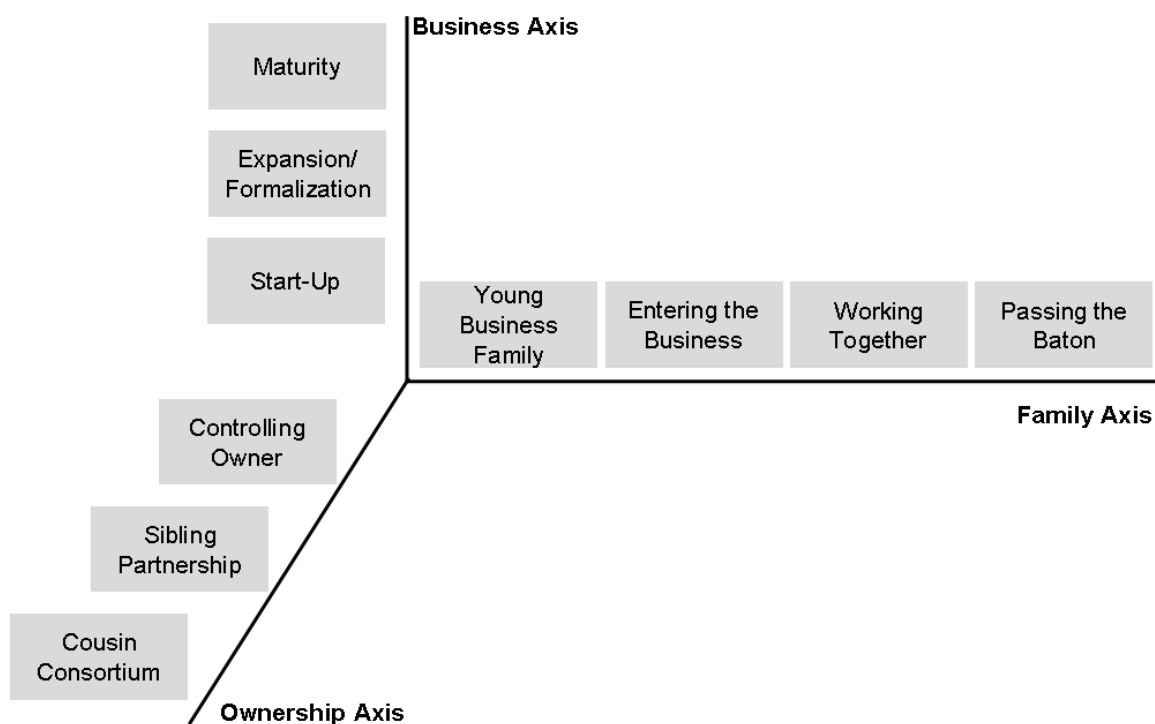 Business Axis
Maturity
Expansion/
Formalization
Start-Up
Young
Business
Family
Entering the
Business
Working
Together
Passing the
Baton
Family Axis
Controlling
Owner
Sibling
Partnership
Cousin
Consortium
Ownership Axis